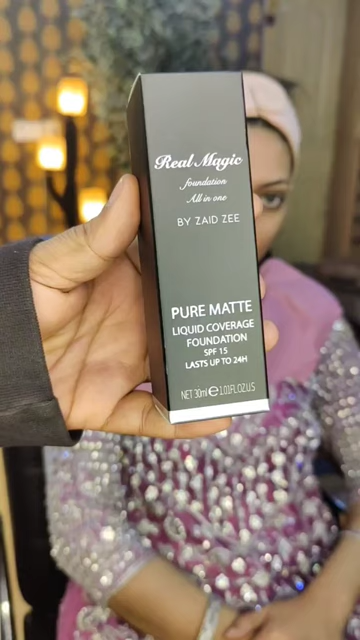 Real Magic
foundation
All in one
BY ZAID ZEE
PURE MATTE
LIQUID COVERAGE
FOUNDATION
SPF 15
LASTS UP TO 24H
NET 30ml ℮ 1.01FL.OZ.US